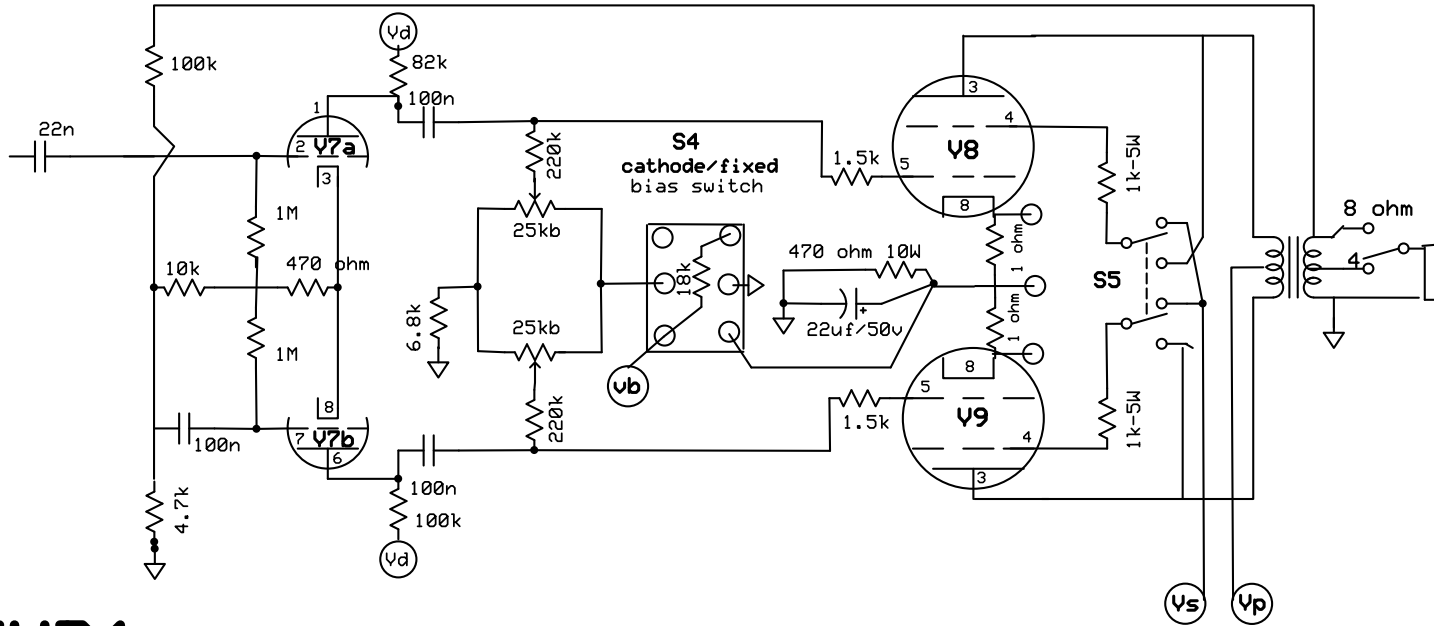 Vd
100k
82k
100n
22n
1
2 V7a
3
1M
10k
470 ohm
1M
8
7 V7b
6
100n
4.7k
100n
100k
Vd
220k
25kb
6.8k
25kb
220k
S4
cathode/fixed
bias switch
18k
vb
470 ohm 10W
+
22uf/50v
1.5k
5
V8
3
4
8
1 ohm
1 ohm
8
5
V9
4
3
1.5k
1k-5W
S5
1k-5W
8 ohm
4
Vs
Vp